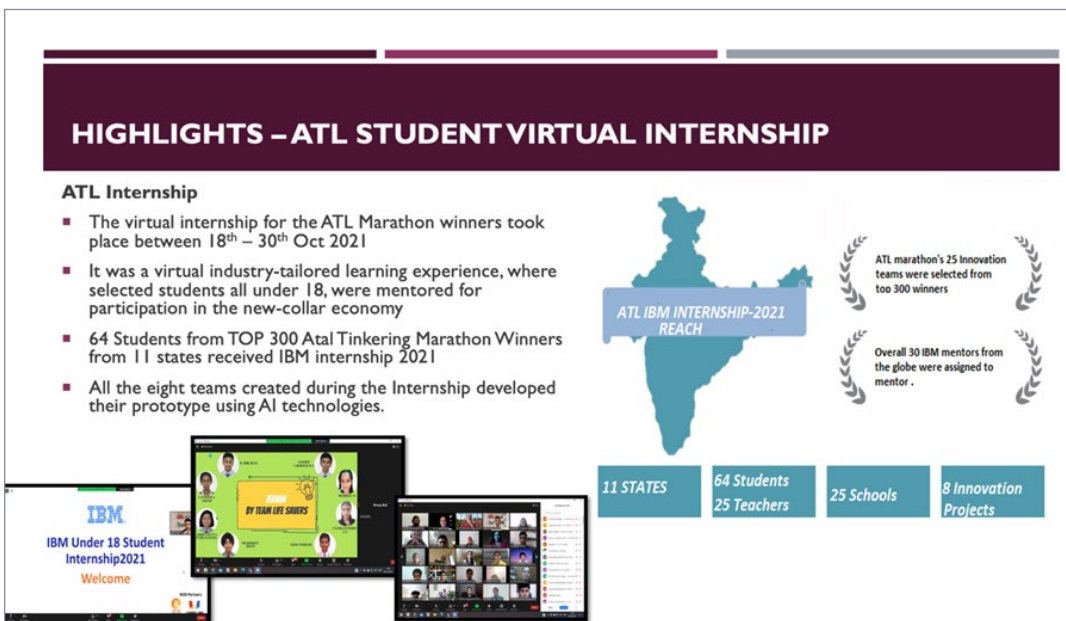 HIGHLIGHTS – ATL STUDENT VIRTUAL INTERNSHIP
ATL Internship
The virtual internship for the ATL Marathon winners took
place between 18th – 30th Oct 2021
It was a virtual industry-tailored learning experience, where
selected students all under 18, were mentored for
participation in the new-collar economy
64 Students from TOP 300 Atal Tinkering Marathon Winners
from 11 states received IBM internship 2021
All the eight teams created during the Internship developed
their prototype using AI technologies.
ATL IBM INTERNSHIP-2021
REACH
ATL marathon's 25 Innovation
teams were selected from
top 300 winners
Overall 30 IBM mentors from
the globe were assigned to
mentor .
11 STATES
64 Students
25 Teachers
25 Schools
8 Innovation
Projects
IBM
IBM Under 18 Student
Internship2021
Welcome
NGO Partners
JEEVAN
BY TEAM LIFE SAVERS